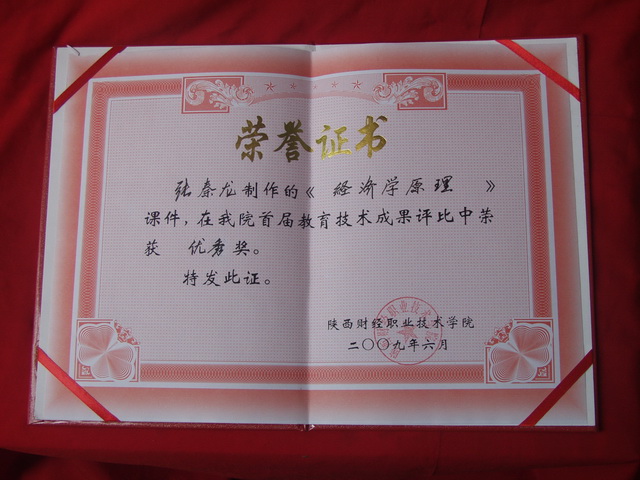 荣誉证书
张秦龙制作的《 经济学原理 》
课件，在我院首届教育技术成果评比中荣
获 优秀奖。
特发此证。
陕西财经职业技术学院
二〇〇九年六月